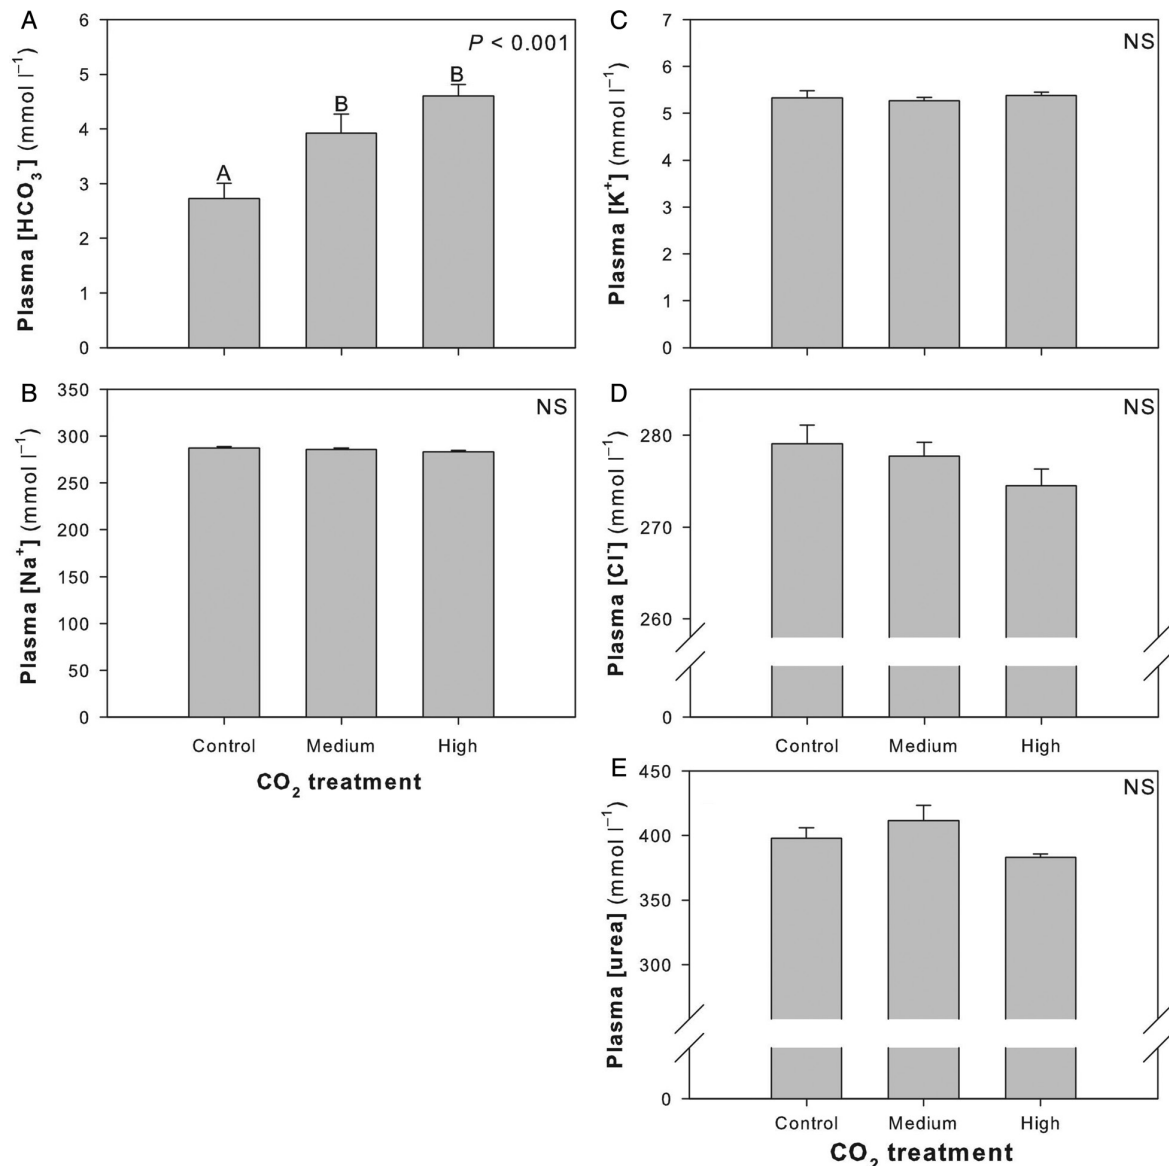 A
Plasma [HCO₃⁻] (mmol l⁻¹)
6
5
4
3
2
1
0
P < 0.001
A
B
B
B
Plasma [Na⁺] (mmol l⁻¹)
350
300
250
200
150
100
50
0
NS
Control Medium High
CO₂ treatment
C
Plasma [K⁺] (mmol l⁻¹)
7
6
5
4
3
2
1
0
NS
D
Plasma [Cl⁻] (mmol l⁻¹)
280
270
260
0
NS
Control Medium High
E
Plasma [urea] (mmol l⁻¹)
450
400
350
300
0
NS
Control Medium High
CO₂ treatment